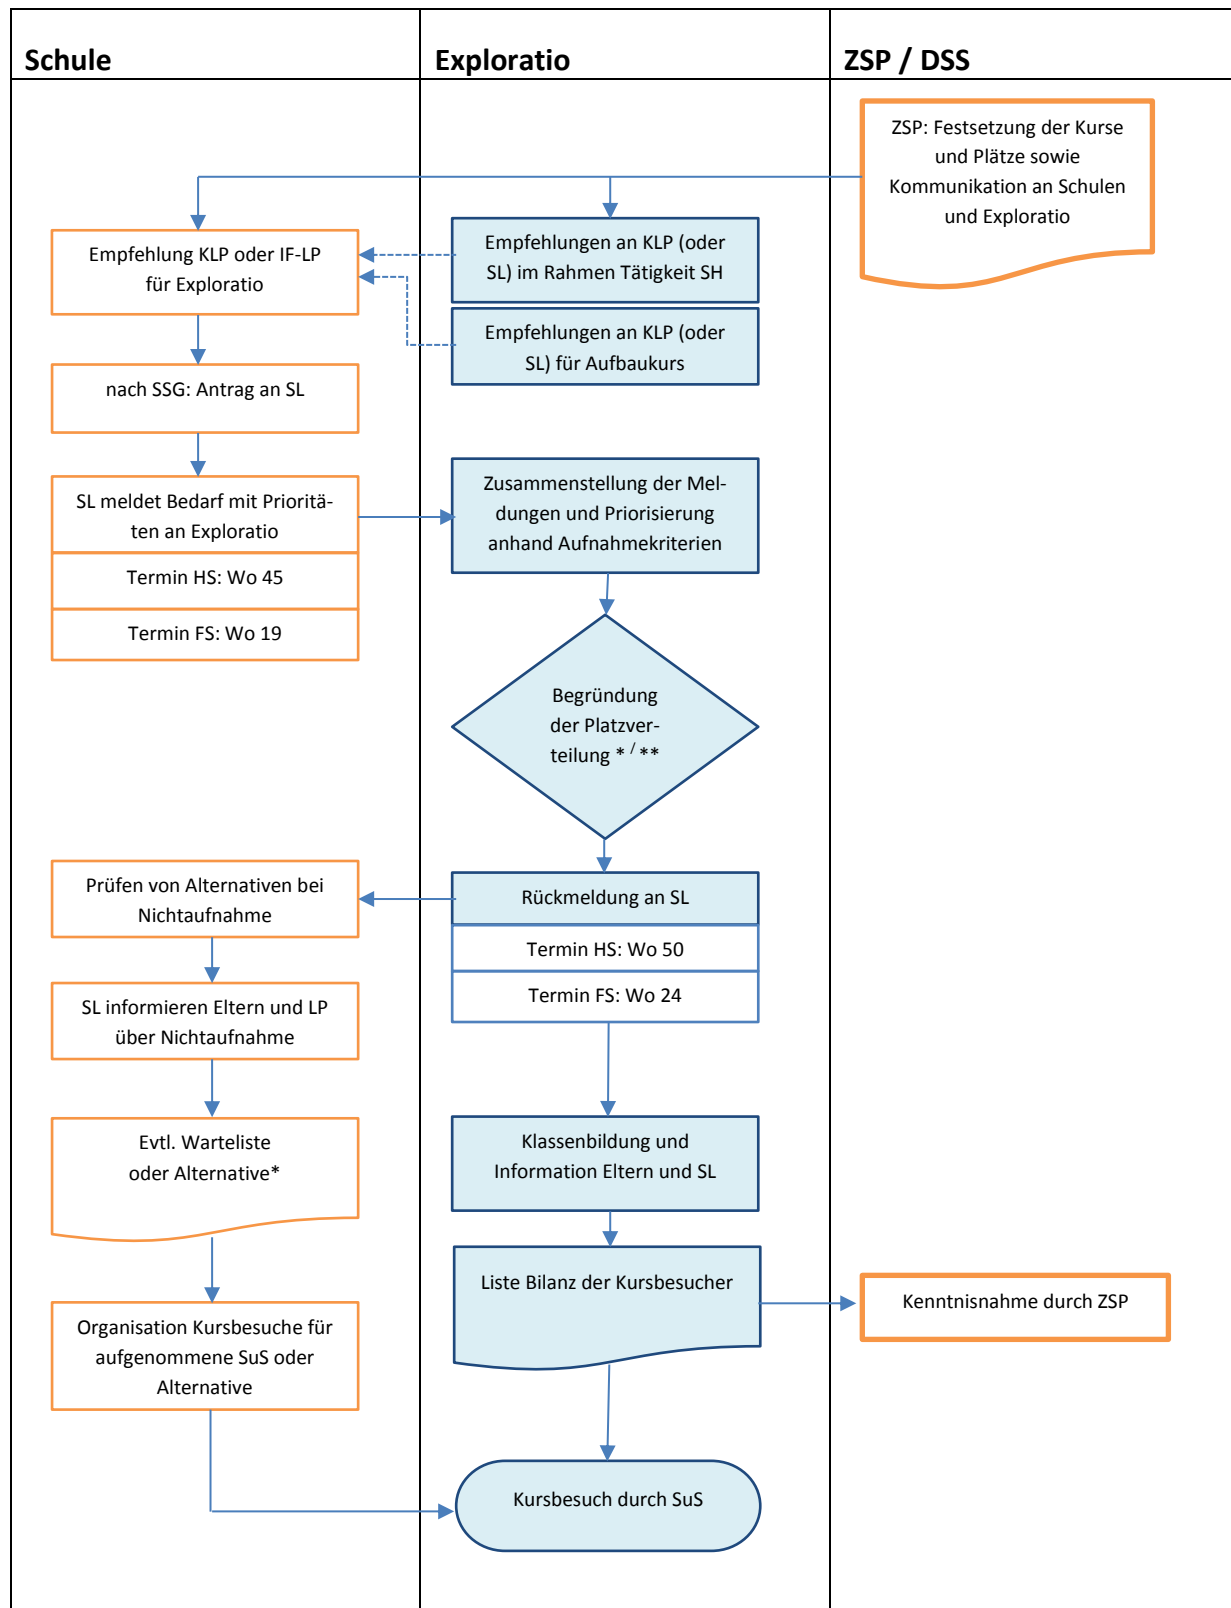 Schule
Exploratio
ZSP / DSS
ZSP: Festsetzung der Kurse
und Plätze sowie
Kommunikation an Schulen
und Exploratio
Empfehlung KLP oder IF-LP
für Exploratio
Empfehlungen an KLP (oder
SL) im Rahmen Tätigkeit SH
Empfehlungen an KLP (oder
SL) für Aufbaukurs
nach SSG: Antrag an SL
SL meldet Bedarf mit Prioritä-
ten an Exploratio
Termin HS: Wo 45
Termin FS: Wo 19
Zusammenstellung der Mel-
dungen und Priorisierung
anhand Aufnahmekriterien
Begründung
der Platzver-
teilung * / **
Rückmeldung an SL
Termin HS: Wo 50
Termin FS: Wo 24
Prüfen von Alternativen bei
Nichtaufnahme
SL informieren Eltern und LP
über Nichtaufnahme
Evtl. Warteliste
oder Alternative*
Klassenbildung und
Information Eltern und SL
Liste Bilanz der Kursbesucher
Kenntnisnahme durch ZSP
Organisation Kursbesuche für
aufgenommene SuS oder
Alternative
Kursbesuch durch SuS